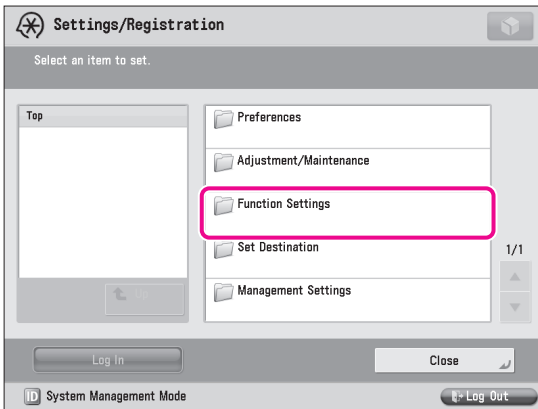 Settings/Registration
Select an item to set.
Top
Preferences
Adjustment/Maintenance
Function Settings
Set Destination
1/1
Up
Management Settings
Log In
Close
ID System Management Mode
Log Out